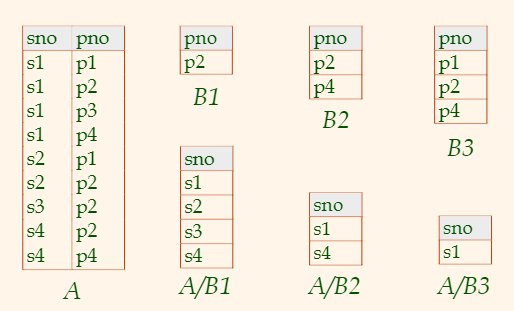 sno pno
s1 p1
s1 p2
s1 p3
s1 p4
s2 p1
s2 p2
s3 p2
s4 p2
s4 p4
A
pno
p2
B1
sno
s1
s2
s3
s4
A/B1
pno
p2
p4
B2
sno
s1
s4
A/B2
pno
p1
p2
p4
B3
sno
s1
A/B3